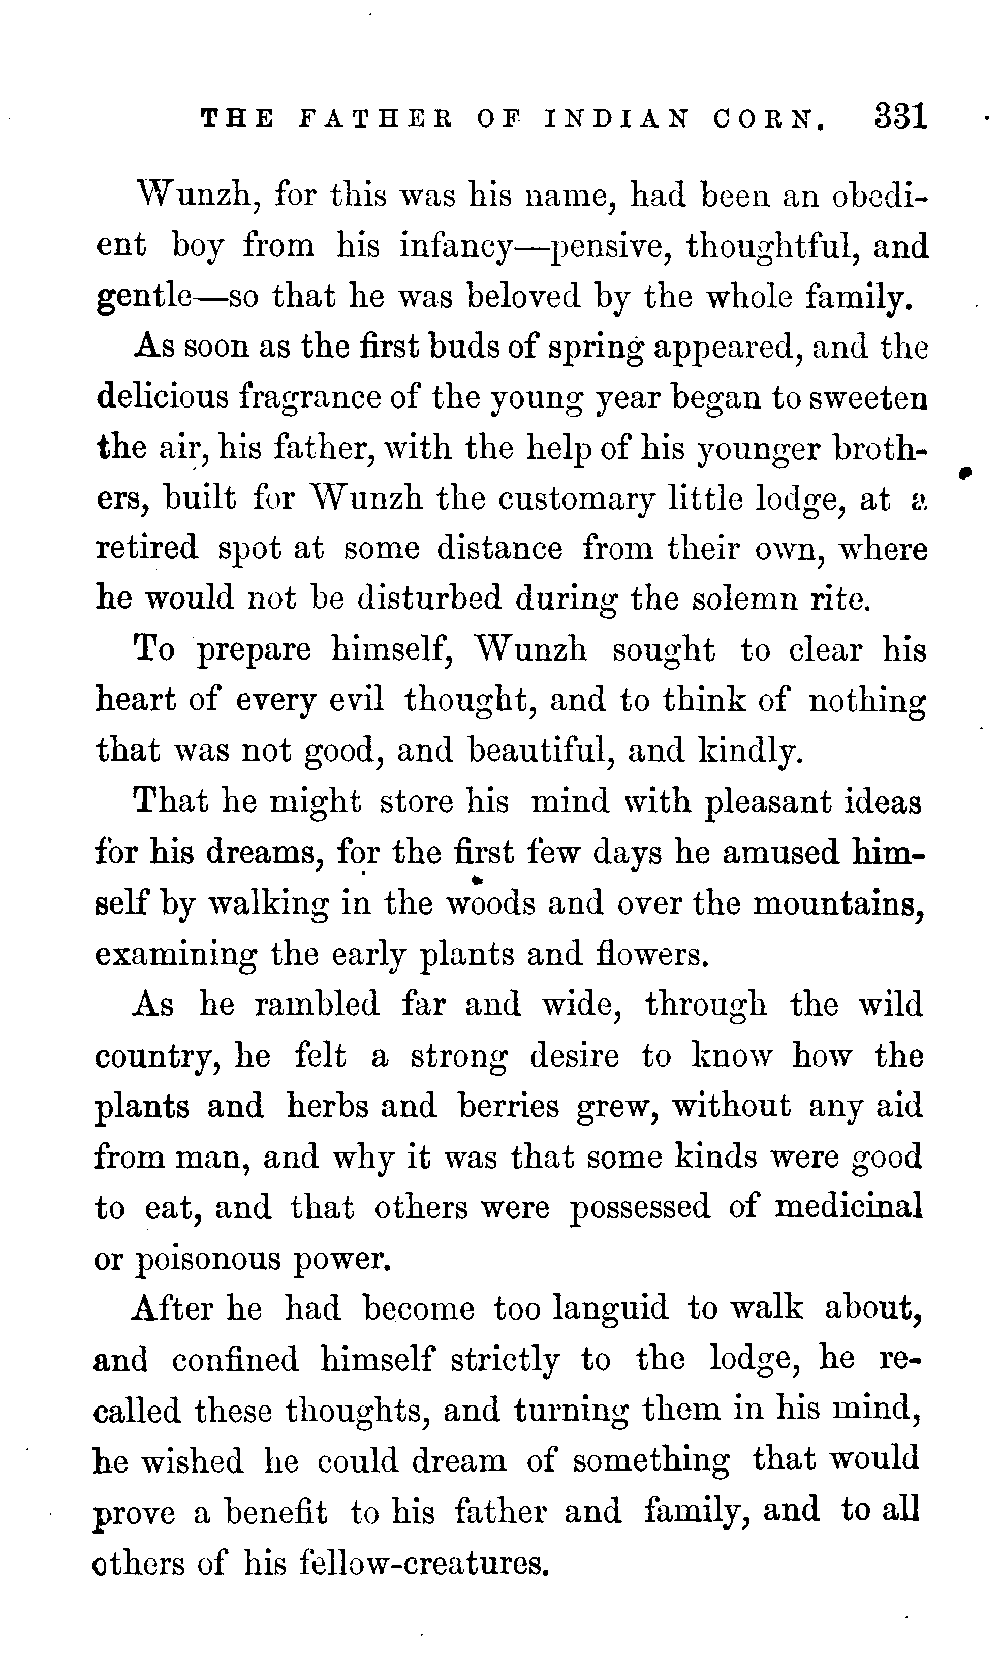 THE FATHER OF INDIAN CORN. 331
Wunzh, for this was his name, had been an obedi-
ent boy from his infancy—pensive, thoughtful, and
gentle—so that he was beloved by the whole family.
As soon as the first buds of spring appeared, and the
delicious fragrance of the young year began to sweeten
the air, his father, with the help of his younger broth-
ers, built for Wunzh the customary little lodge, at a
retired spot at some distance from their own, where
he would not be disturbed during the solemn rite.
To prepare himself, Wunzh sought to clear his
heart of every evil thought, and to think of nothing
that was not good, and beautiful, and kindly.
That he might store his mind with pleasant ideas
for his dreams, for the first few days he amused him-
self by walking in the woods and over the mountains,
examining the early plants and flowers.
As he rambled far and wide, through the wild
country, he felt a strong desire to know how the
plants and herbs and berries grew, without any aid
from man, and why it was that some kinds were good
to eat, and that others were possessed of medicinal
or poisonous power.
After he had become too languid to walk about,
and confined himself strictly to the lodge, he re-
called these thoughts, and turning them in his mind,
he wished he could dream of something that would
prove a benefit to his father and family, and to all
others of his fellow-creatures.